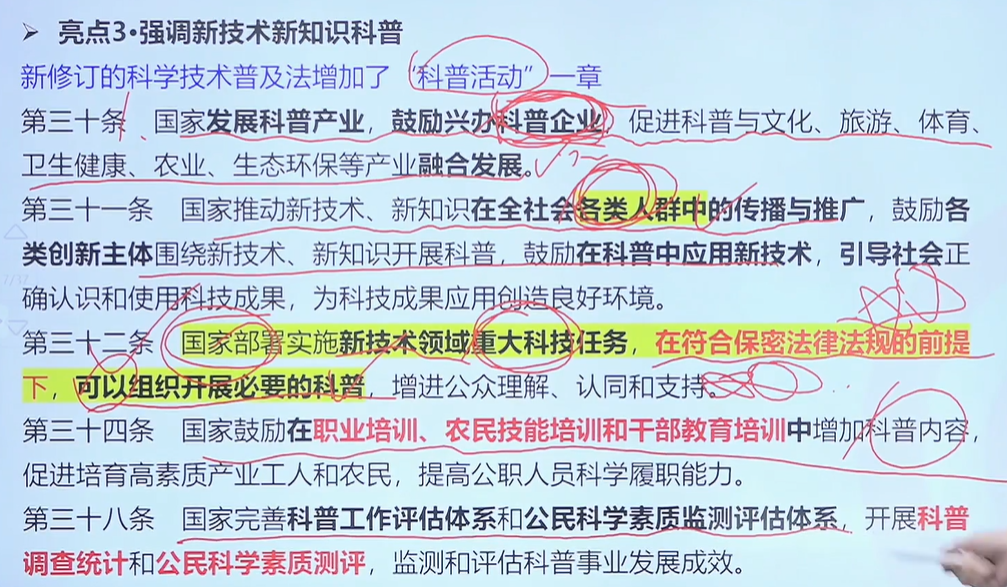 ➢ 亮点3•强调新技术新知识科普
新修订的科学技术普及法增加了“科普活动”一章
第三十条 国家发展科普产业，鼓励兴办科普企业，促进科普与文化、旅游、体育、
卫生健康、农业、生态环保等产业融合发展。
第三十一条 国家推动新技术、新知识在全社会各类人群中的传播与推广，鼓励各
类创新主体围绕新技术、新知识开展科普，鼓励在科普中应用新技术，引导社会正
确认识和使用科技成果，为科技成果应用创造良好环境。
第三十二条 国家部署实施新技术领域重大科技任务，在符合保密法律法规的前提
下，可以组织开展必要的科普，增进公众理解、认同和支持。
第三十四条 国家鼓励在职业培训、农民技能培训和干部教育培训中增加科普内容，
促进培育高素质产业工人和农民，提高公职人员科学履职能力。
第三十八条 国家完善科普工作评估体系和公民科学素质监测评估体系，开展科普
调查统计和公民科学素质测评，监测和评估科普事业发展成效。